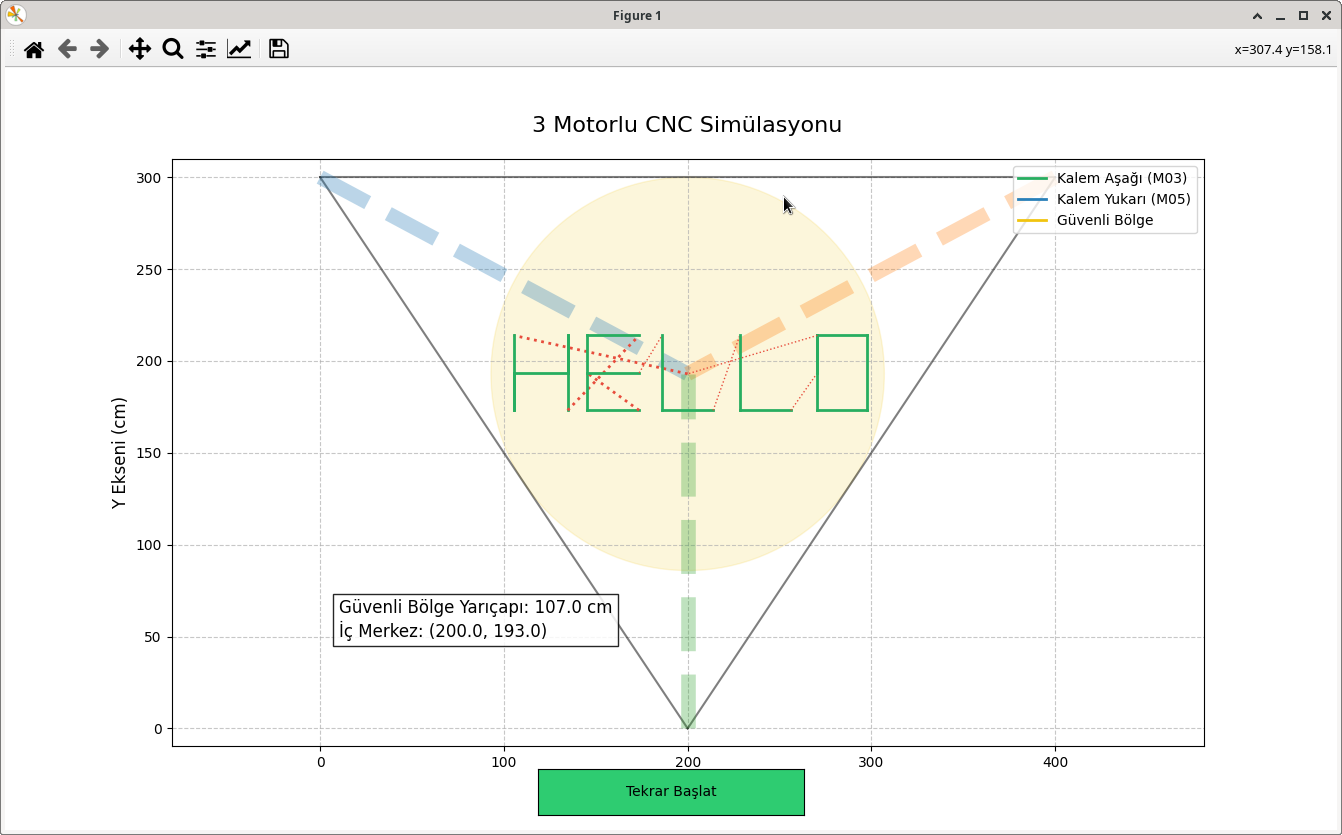 Figure 1
x=307.4 y=158.1
3 Motorlu CNC Simülasyonu
Kalem Aşağı (M03)
Kalem Yukarı (M05)
Güvenli Bölge
300
250
200
150
100
50
0
Y Ekseni (cm)
HELLO
Güvenli Bölge Yarıçapı: 107.0 cm
İç Merkez: (200.0, 193.0)
0 100 200 300 400
Tekrar Başlat